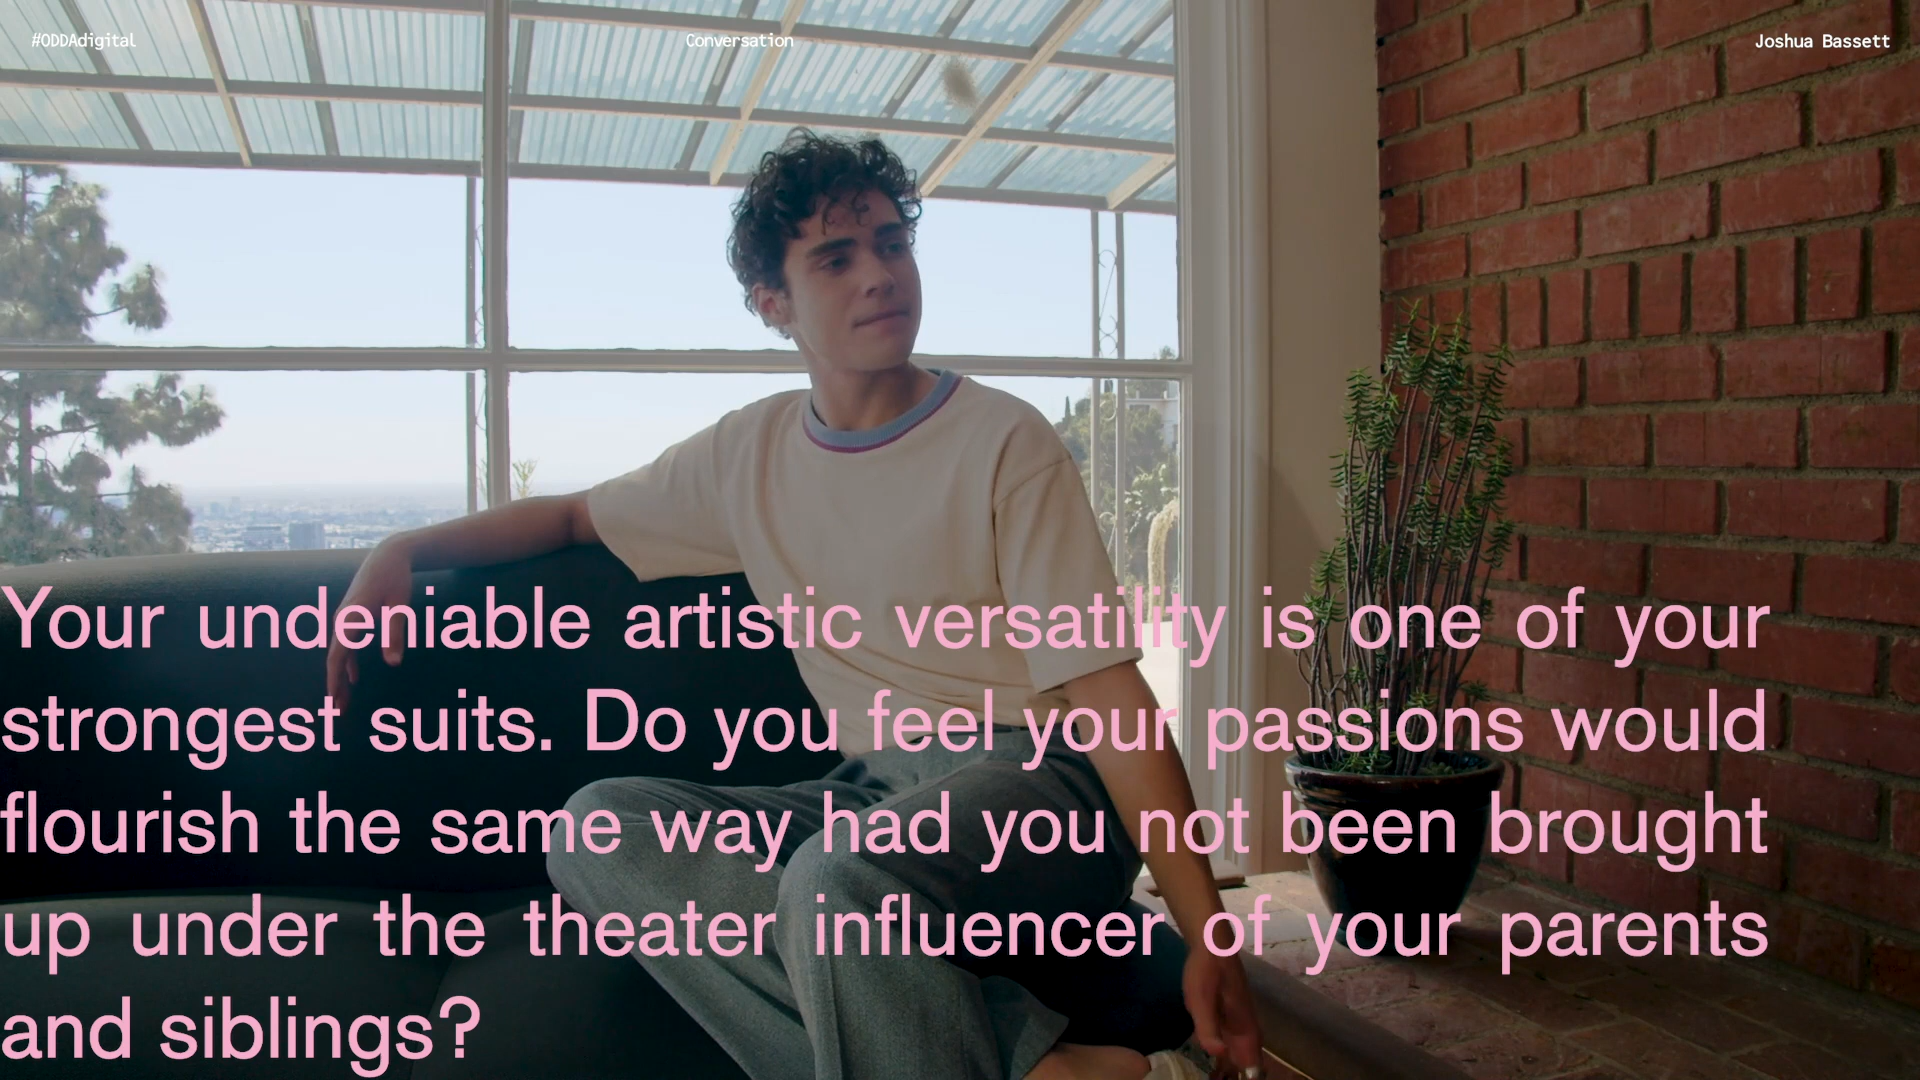 #ODDAdigital
Conversation
Joshua Bassett
Your undeniable artistic versatility is one of your
strongest suits. Do you feel your passions would
flourish the same way had you not been brought
up under the theater influencer of your parents
and siblings?